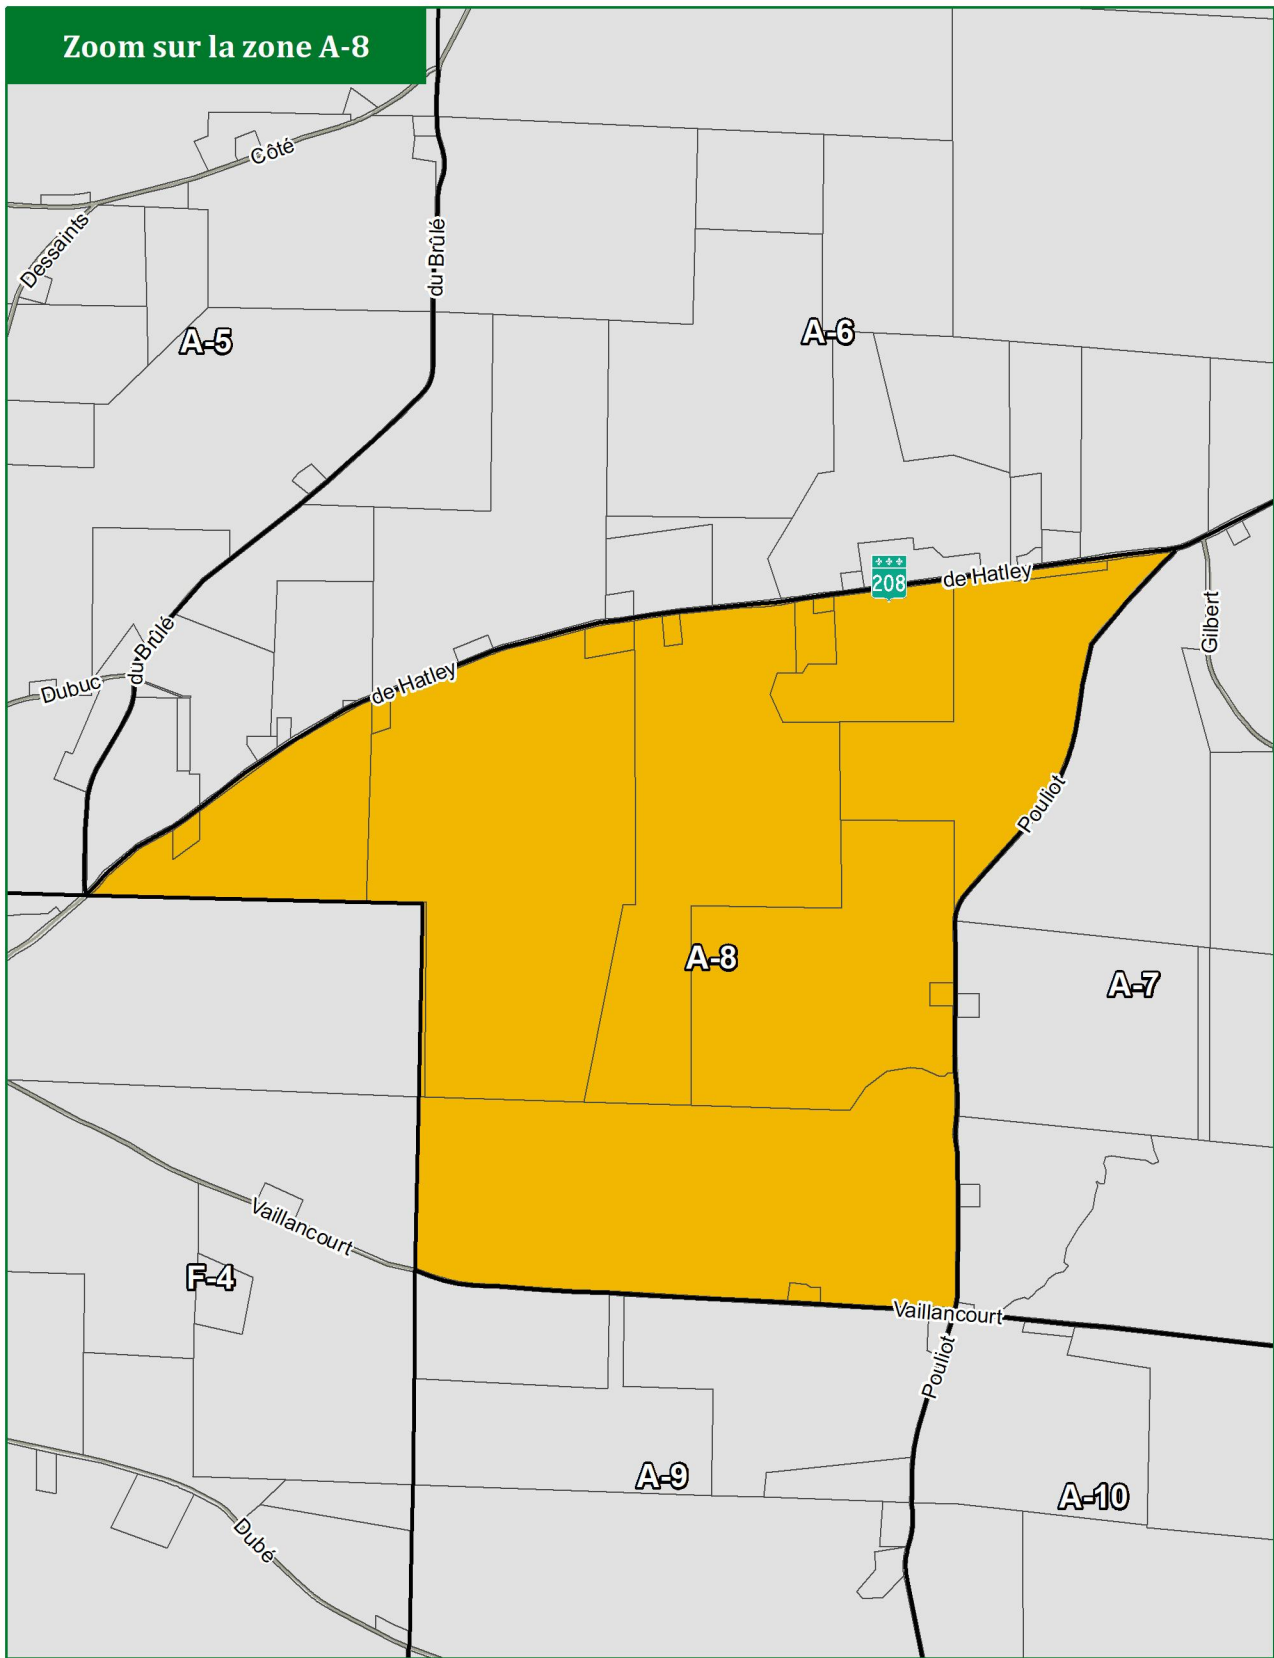 Zoom sur la zone A-8
Côté
Dessaints
du Brûlé
A-5
A-6
208
de Hatley
Gilbert
du Brûlé
Dubuc
de Hatley
Pouliot
A-8
A-7
Vaillancourt
F-4
Vaillancourt
Pouliot
A-9
A-10
Dubé